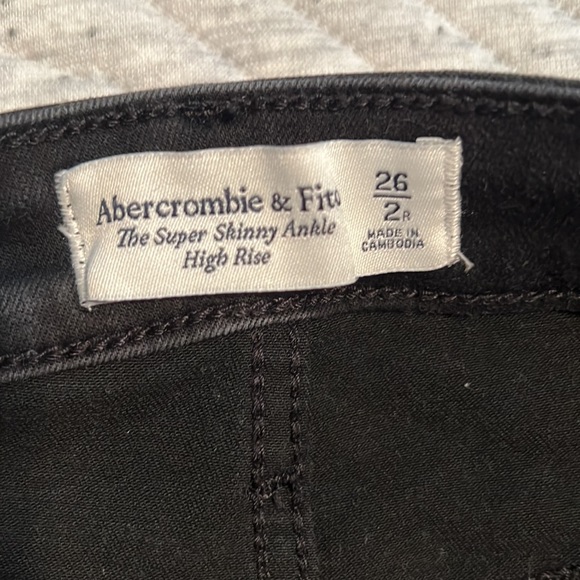 Abercrombie & Fitc
The Super Skinny Ankle
High Rise
26
2R
MADE IN
CAMBODIA